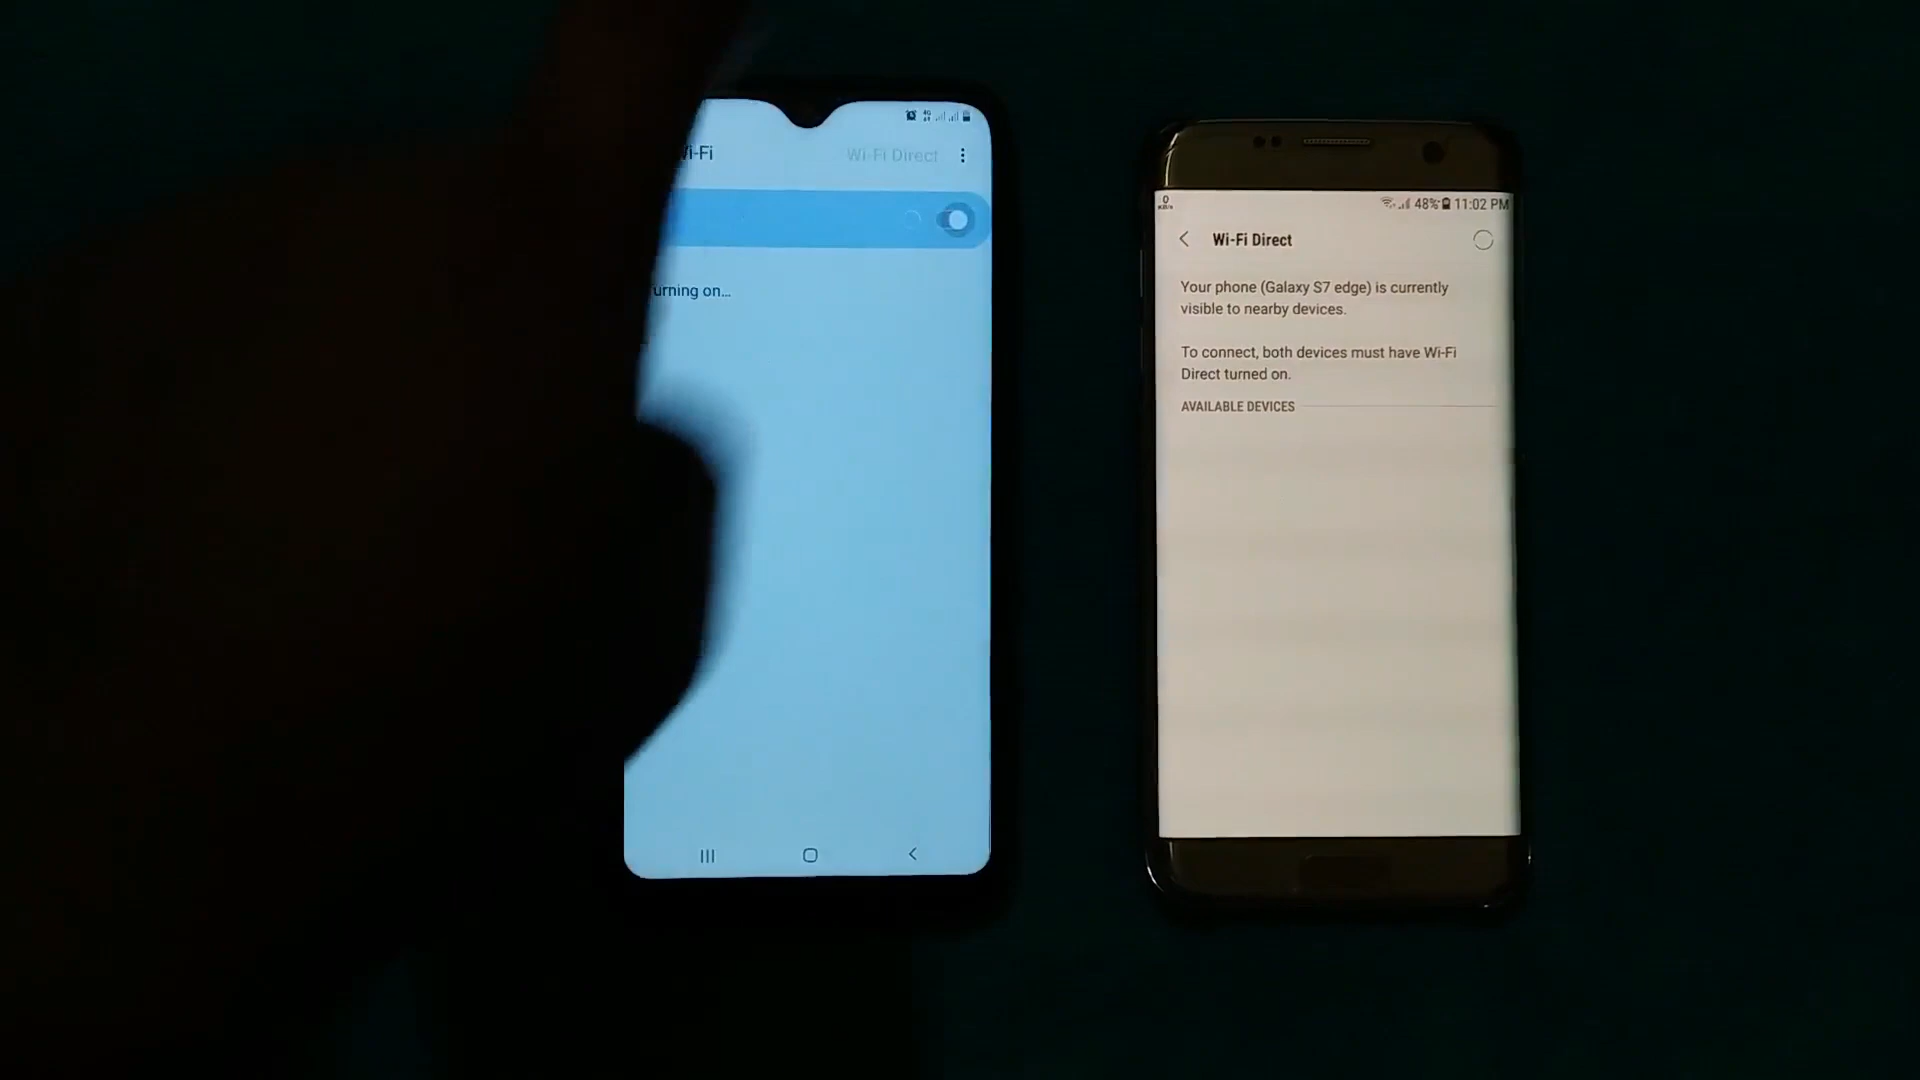 i-Fi
Wi-Fi Direct
urning on...
48%
11:02 PM
Wi-Fi Direct
Your phone (Galaxy S7 edge) is currently
visible to nearby devices.
To connect, both devices must have Wi-Fi
Direct turned on.
AVAILABLE DEVICES